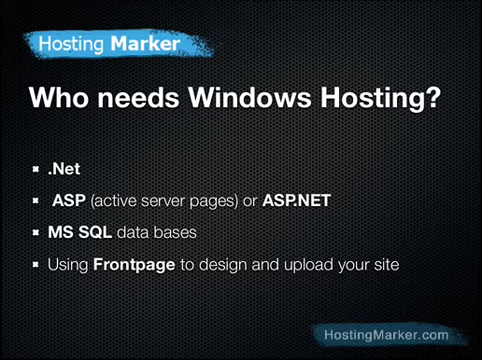 Hosting Marker
Who needs Windows Hosting?
.Net
ASP (active server pages) or ASP.NET
MS SQL data bases
Using Frontpage to design and upload your site
HostingMarker.com